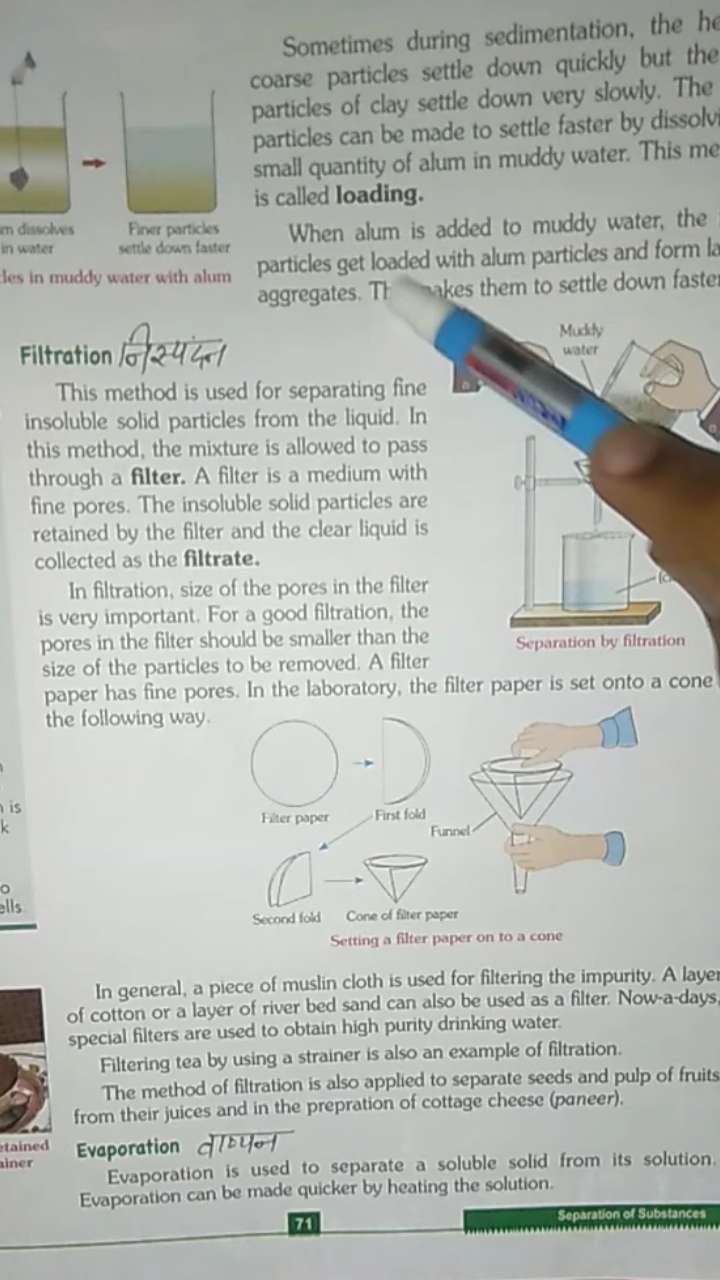 Sometimes during sedimentation, the
coarse particles settle down quickly but the
particles of clay settle down very slowly. The
particles can be made to settle faster by
small quantity of alum in muddy water. This
is called loading.
When alum is added to muddy water, the
particles get loaded with alum particles and form
aggregates. them to settle down faster
dissolves
in water
Finer particles
settle down faster
in muddy water with alum
Filtration निस्यंदन
This method is used for separating fine
insoluble solid particles from the liquid. In
this method, the mixture is allowed to pass
through a filter. A filter is a medium with
fine pores. The insoluble solid particles are
retained by the filter and the clear liquid is
collected as the filtrate.
In filtration, size of the pores in the filter
is very important. For a good filtration, the
pores in the filter should be smaller than the
size of the particles to be removed. A filter
paper has fine pores. In the laboratory, the filter paper is set onto a cone
the following way.
Muddy
water
Separation by filtration
Filter paper
First fold
Funnel
Second fold
Cone of filter paper
Setting a filter paper on to a cone
In general, a piece of muslin cloth is used for filtering the impurity. A layer
of cotton or a layer of river bed sand can also be used as a filter. Now-a-days,
special filters are used to obtain high purity drinking water.
Filtering tea by using a strainer is also an example of filtration.
The method of filtration is also applied to separate seeds and pulp of fruits
from their juices and in the prepration of cottage cheese (paneer).
Evaporation वाष्पन
Evaporation is used to separate a soluble solid from its solution.
Evaporation can be made quicker by heating the solution.
71
Separation of Substances